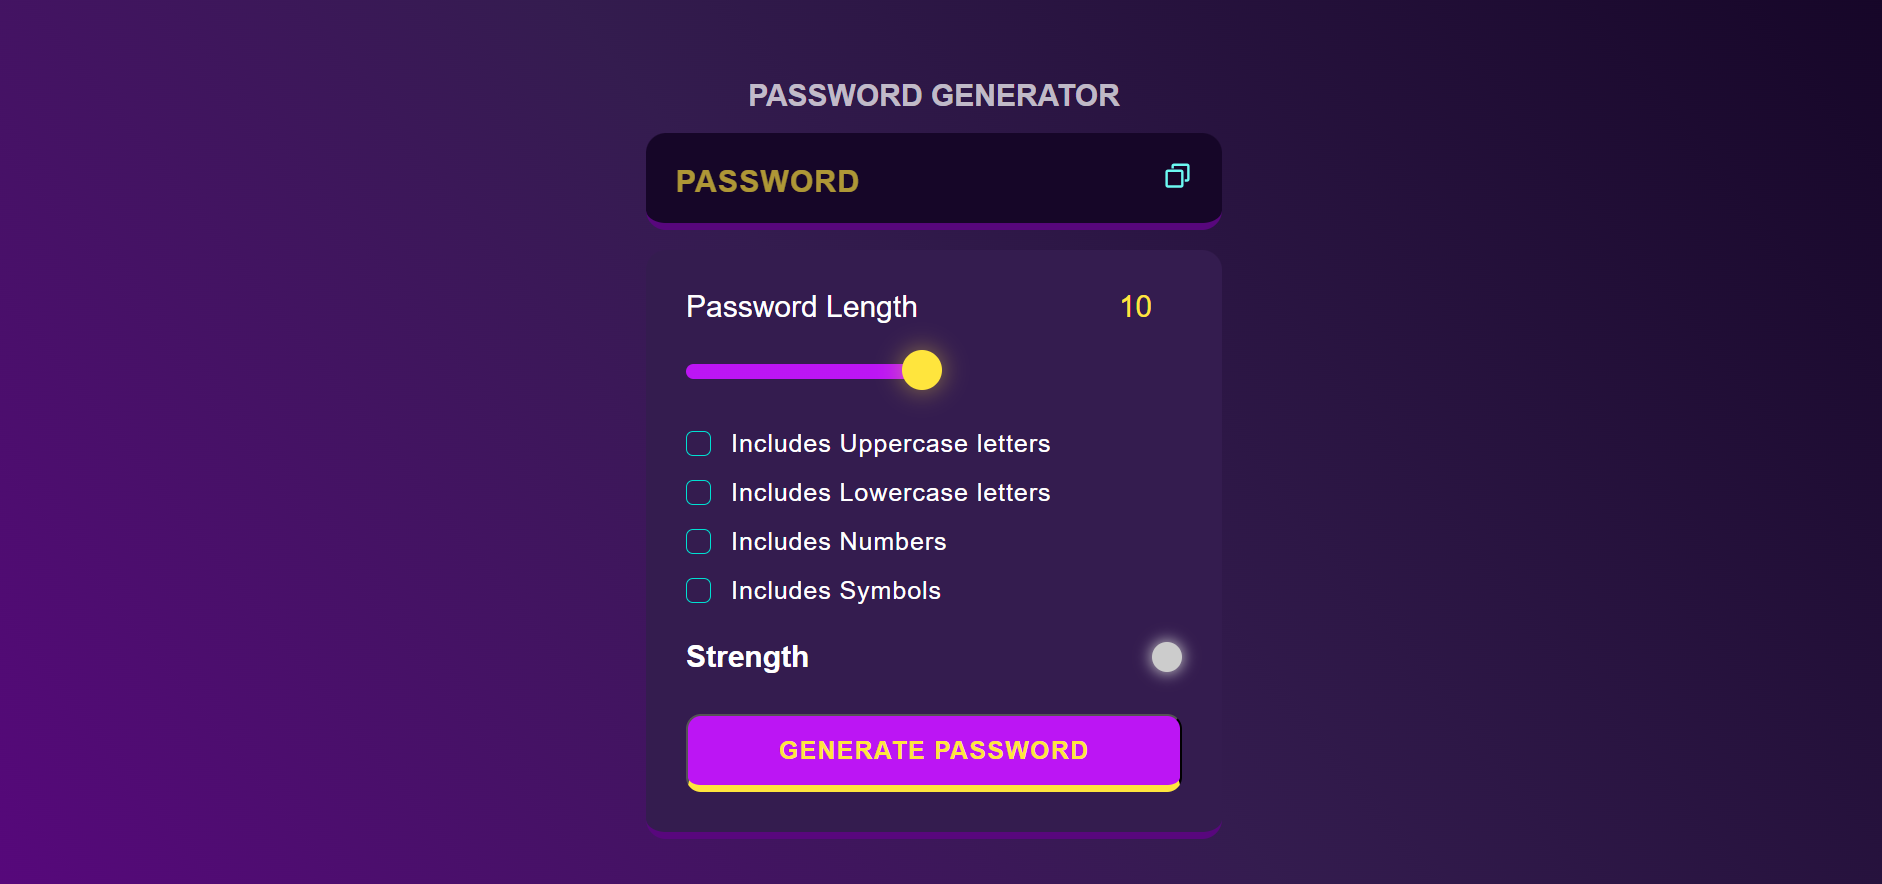 PASSWORD GENERATOR
PASSWORD
Password Length 10
Includes Uppercase letters
Includes Lowercase letters
Includes Numbers
Includes Symbols
Strength
GENERATE PASSWORD